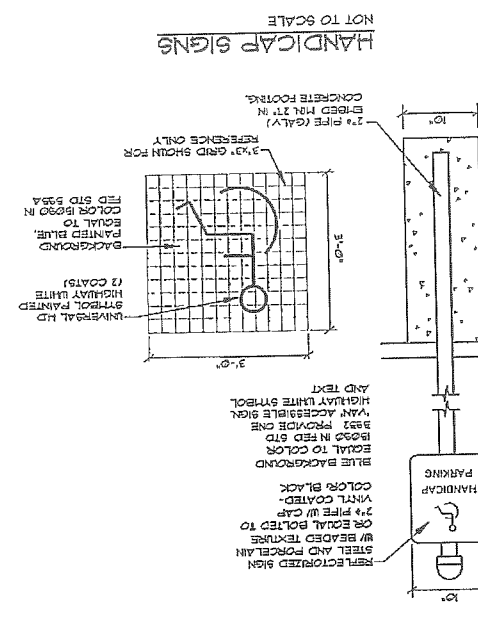 10"
REFLECTORIZED SIGN
STEEL AND PORCELAIN
W/ BEADED TEXTURE
OR EQUAL BOLTED TO
2"ø PIPE W/ CAP
VINYL COATED-
COLOR: BLACK
HANDICAP
PARKING
BLUE BACKGROUND
EQUAL TO COLOR
15090 IN FED STD
595a PROVIDE ONE
"VAN" ACCESSIBLE SIGN.
HIGHWAY WHITE SYMBOL
AND TEXT
3'-0"
UNIVERSAL HD
SYMBOL PAINTED
HIGHWAY WHITE
(2 COATS)
BACKGROUND
PAINTED BLUE,
EQUAL TO
COLOR 15090 IN
FED STD 595A
3'-0"
3"x3" GRID SHOWN FOR
REFERENCE ONLY
2"ø PIPE (GALV)
EMBED MIN. 27" IN
CONCRETE FOOTING.
10"
HANDICAP SIGNS
NOT TO SCALE